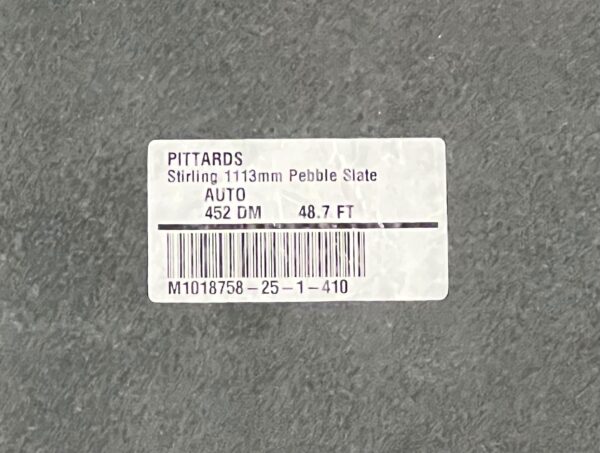 PITTARDS
Stirling 1113mm Pebble Slate
AUTO
452 DM 48.7 FT
M1018758-25-1-410